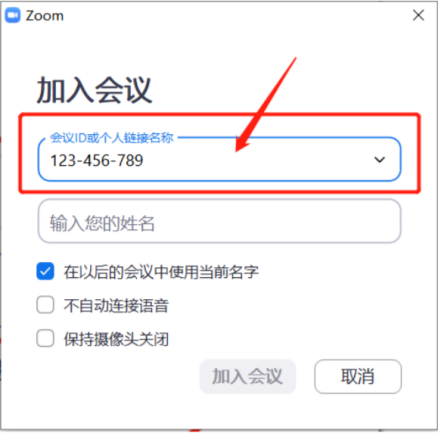 Zoom
加入会议
会议ID或个人链接名称
123-456-789
输入您的姓名
在以后的会议中使用当前名字
不自动连接语音
保持摄像头关闭
加入会议 取消